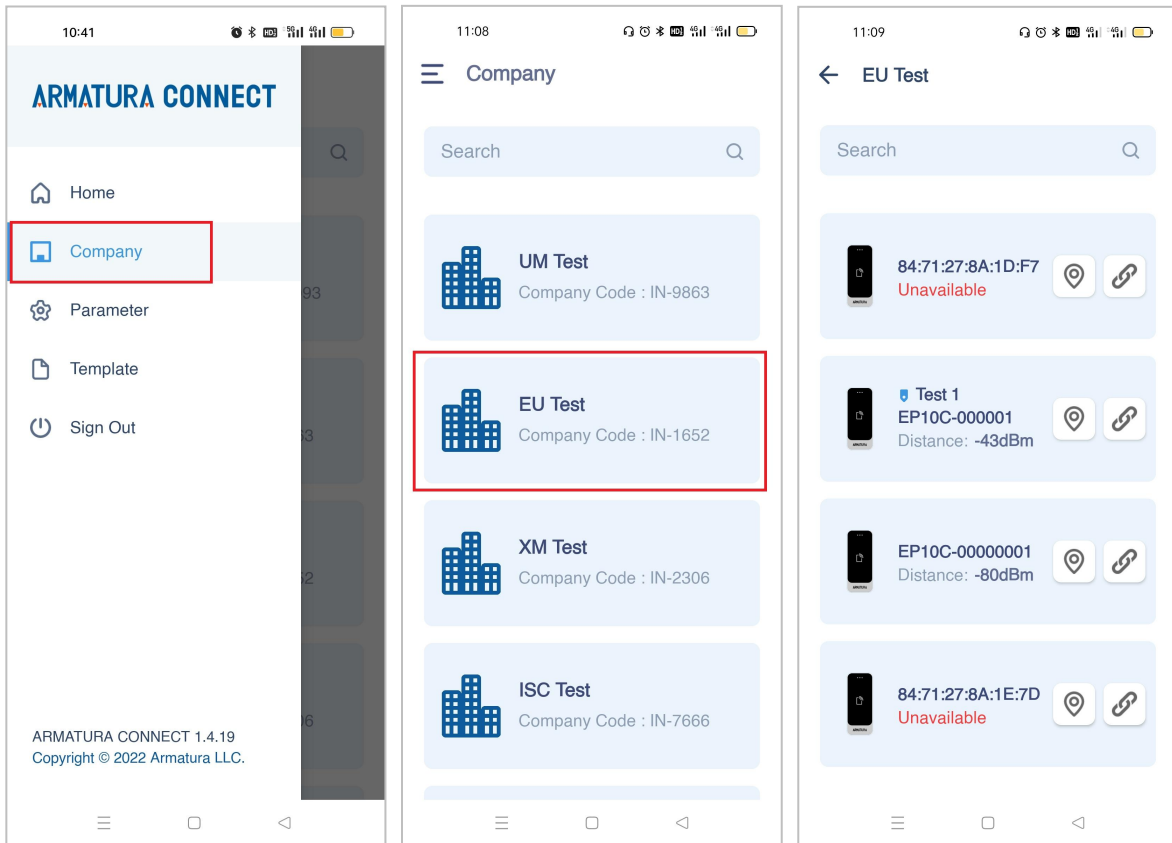 10:41
ARMATURA CONNECT
Home
Company
Parameter
Template
Sign Out
93
63
52
06
ARMATURA CONNECT 1.4.19
Copyright © 2022 Armatura LLC.
11:08
Company
Search
UM Test
Company Code : IN-9863
EU Test
Company Code : IN-1652
XM Test
Company Code : IN-2306
ISC Test
Company Code : IN-7666
11:09
EU Test
Search
84:71:27:8A:1D:F7
Unavailable
Test 1
EP10C-000001
Distance: -43dBm
EP10C-00000001
Distance: -80dBm
84:71:27:8A:1E:7D
Unavailable